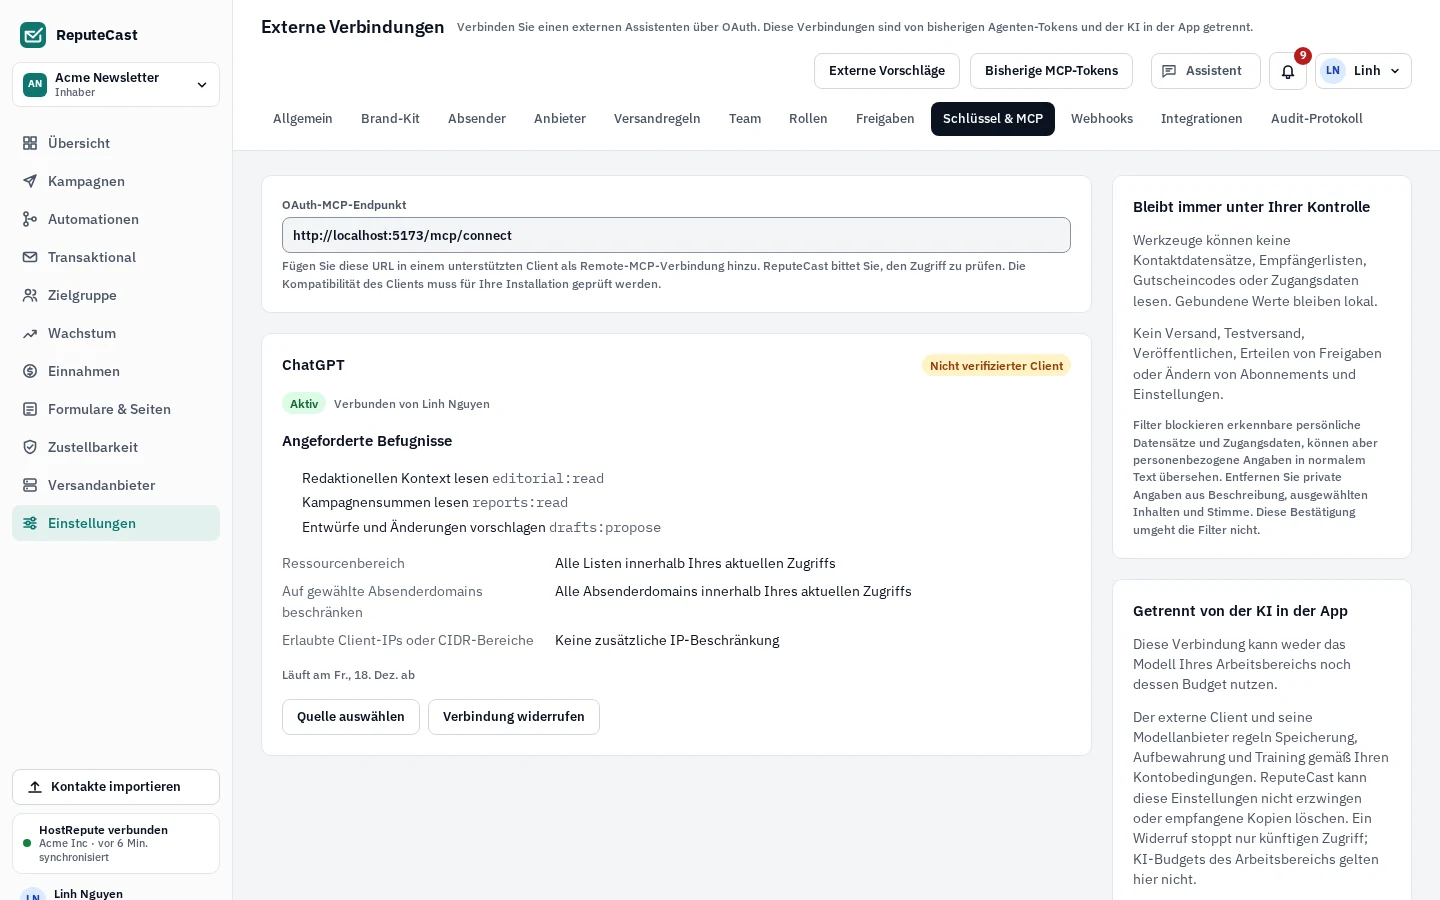 ReputeCast
AN
Acme Newsletter
Inhaber
Übersicht
Kampagnen
Automationen
Transaktional
Zielgruppe
Wachstum
Einnahmen
Formulare & Seiten
Zustellbarkeit
Versandanbieter
Einstellungen
Kontakte importieren
HostRepute verbunden
Acme Inc · vor 6 Min.
synchronisiert
LN
Linh Nguyen
Externe Verbindungen
Verbinden Sie einen externen Assistenten über OAuth. Diese Verbindungen sind von bisherigen Agenten-Tokens und der KI in der App getrennt.
Externe Vorschläge
Bisherige MCP-Tokens
Assistent
9
LN
Linh
Allgemein
Brand-Kit
Absender
Anbieter
Versandregeln
Team
Rollen
Freigaben
Schlüssel & MCP
Webhooks
Integrationen
Audit-Protokoll
OAuth-MCP-Endpunkt
http://localhost:5173/mcp/connect
Fügen Sie diese URL in einem unterstützten Client als Remote-MCP-Verbindung hinzu. ReputeCast bittet Sie, den Zugriff zu prüfen. Die
Kompatibilität des Clients muss für Ihre Installation geprüft werden.
ChatGPT
Nicht verifizierter Client
Aktiv
Verbunden von Linh Nguyen
Angeforderte Befugnisse
Redaktionellen Kontext lesen editorial:read
Kampagnensummen lesen reports:read
Entwürfe und Änderungen vorschlagen drafts:propose
Ressourcenbereich
Alle Listen innerhalb Ihres aktuellen Zugriffs
Auf gewählte Absenderdomains
beschränken
Alle Absenderdomains innerhalb Ihres aktuellen Zugriffs
Erlaubte Client-IPs oder CIDR-Bereiche
Keine zusätzliche IP-Beschränkung
Läuft am Fr., 18. Dez. ab
Quelle auswählen
Verbindung widerrufen
Bleibt immer unter Ihrer Kontrolle
Werkzeuge können keine
Kontaktdatensätze, Empfängerlisten,
Gutscheincodes oder Zugangsdaten
lesen. Gebundene Werte bleiben lokal.
Kein Versand, Testversand,
Veröffentlichen, Erteilen von Freigaben
oder Ändern von Abonnements und
Einstellungen.
Filter blockieren erkennbare persönliche
Datensätze und Zugangsdaten, können aber
personenbezogene Angaben in normalem
Text übersehen. Entfernen Sie private
Angaben aus Beschreibung, ausgewählten
Inhalten und Stimme. Diese Bestätigung
umgeht die Filter nicht.
Getrennt von der KI in der App
Diese Verbindung kann weder das
Modell Ihres Arbeitsbereichs noch
dessen Budget nutzen.
Der externe Client und seine
Modellanbieter regeln Speicherung,
Aufbewahrung und Training gemäß Ihren
Kontobedingungen. ReputeCast kann
diese Einstellungen nicht erzwingen
oder empfangene Kopien löschen. Ein
Widerruf stoppt nur künftigen Zugriff;
KI-Budgets des Arbeitsbereichs gelten
hier nicht.